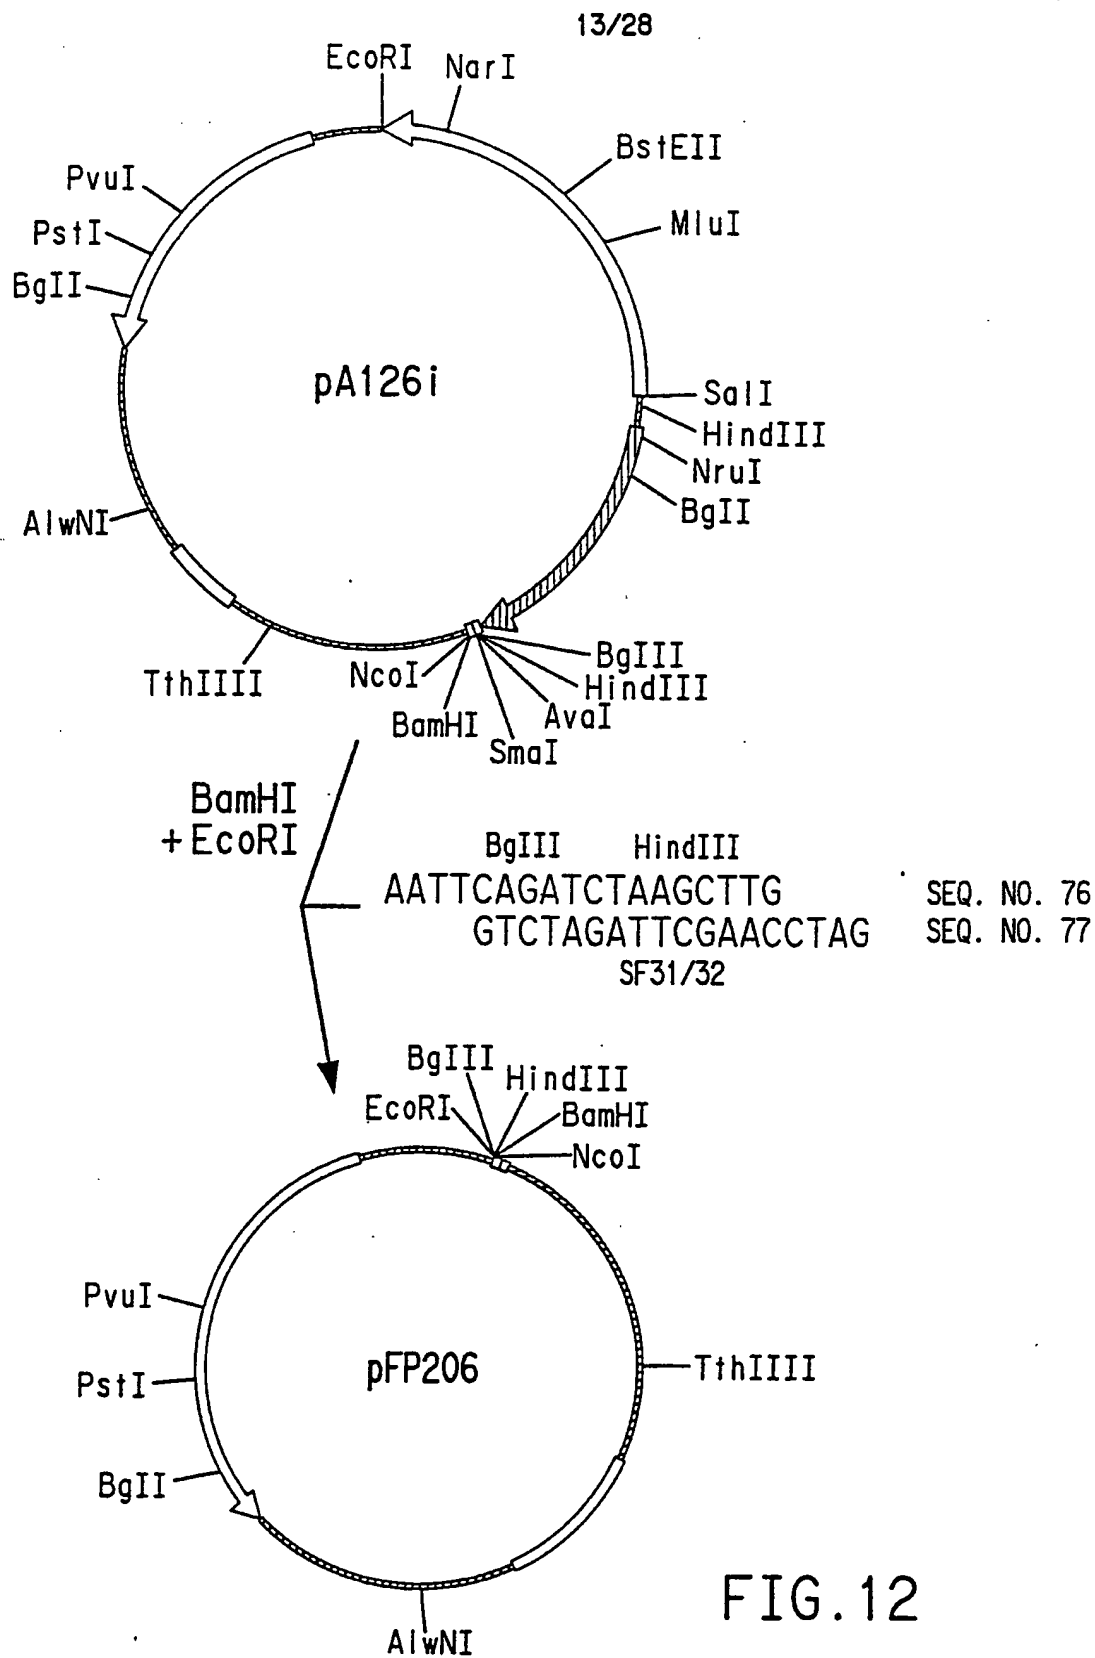 13/28
EcoRI
NarI
BstEII
PvuI
MluI
PstI
BglI
pA126i
SalI
HindIII
NruI
BglI
AlwNI
BglII
NcoI
HindIII
TthIIII
AvaI
BamHI
SmaI
BamHI
+EcoRI
BglII HindIII
AATTCAGATCTAAGCTTG SEQ. NO. 76
GTCTAGATTCGAACCTAG SEQ. NO. 77
SF31/32
BglII
HindIII
EcoRI
BamHI
NcoI
PvuI
pFP206
TthIIII
PstI
BglI
FIG.12
AlwNI